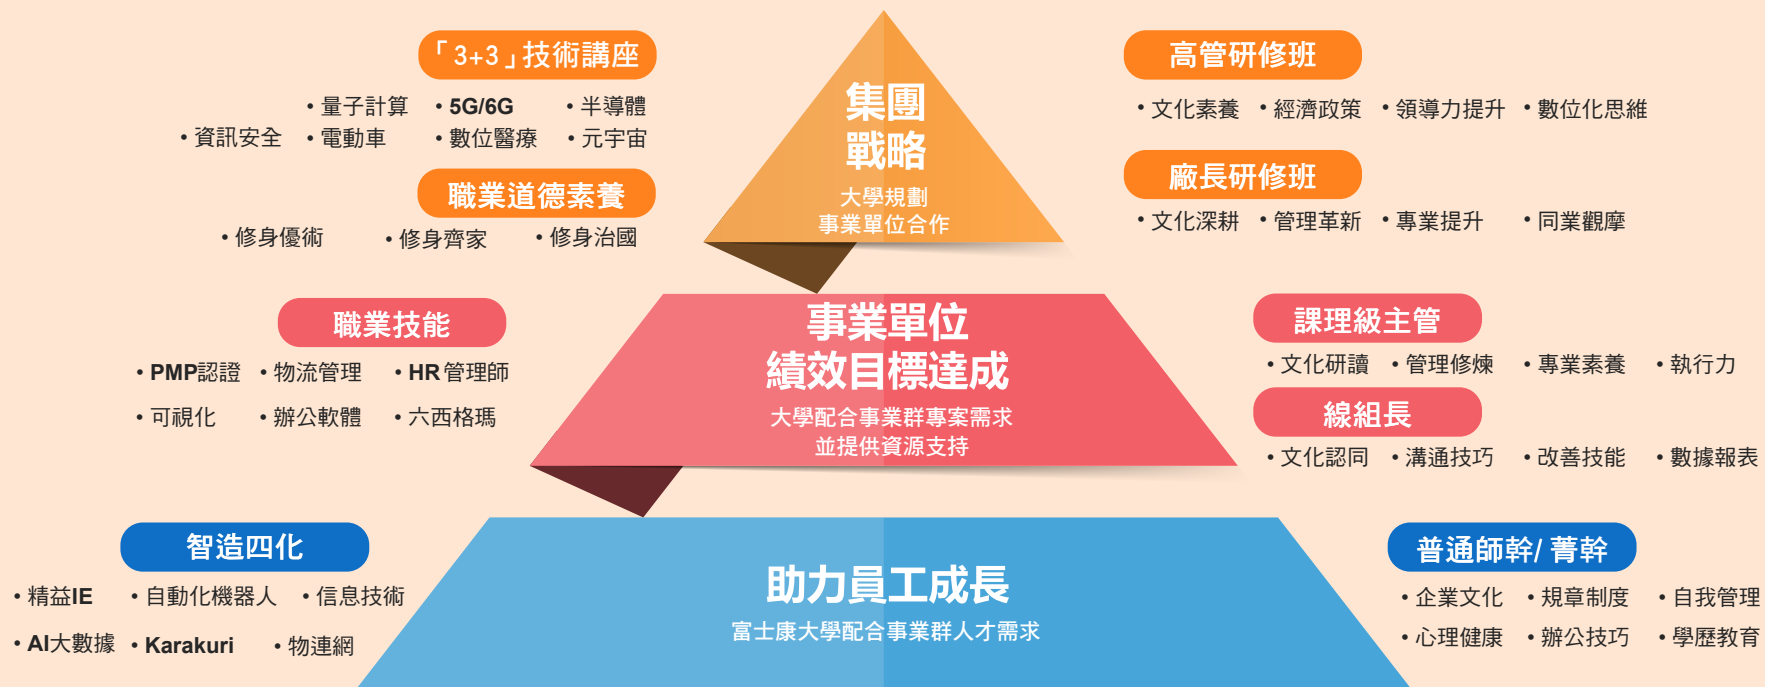 「3+3」技術講座
• 量子計算 • 5G/6G • 半導體
• 資訊安全 • 電動車 • 數位醫療 • 元宇宙
職業道德素養
• 修身優術 • 修身齊家 • 修身治國
集團
戰略
大學規劃
事業單位合作
高管研修班
• 文化素養 • 經濟政策 • 領導力提升 • 數位化思維
廠長研修班
• 文化深耕 • 管理革新 • 專業提升 • 同業觀摩
職業技能
• PMP認證 • 物流管理 • HR 管理師
• 可視化 • 辦公軟體 • 六西格瑪
事業單位
績效目標達成
大學配合事業群專案需求
並提供資源支持
課理級主管
• 文化研讀 • 管理修煉 • 專業素養 • 執行力
線組長
• 文化認同 • 溝通技巧 • 改善技能 • 數據報表
智造四化
• 精益IE • 自動化機器人 • 信息技術
• AI大數據 • Karakuri • 物連網
助力員工成長
富士康大學配合事業群人才需求
普通師幹/ 菁幹
• 企業文化 • 規章制度 • 自我管理
• 心理健康 • 辦公技巧 • 學歷教育